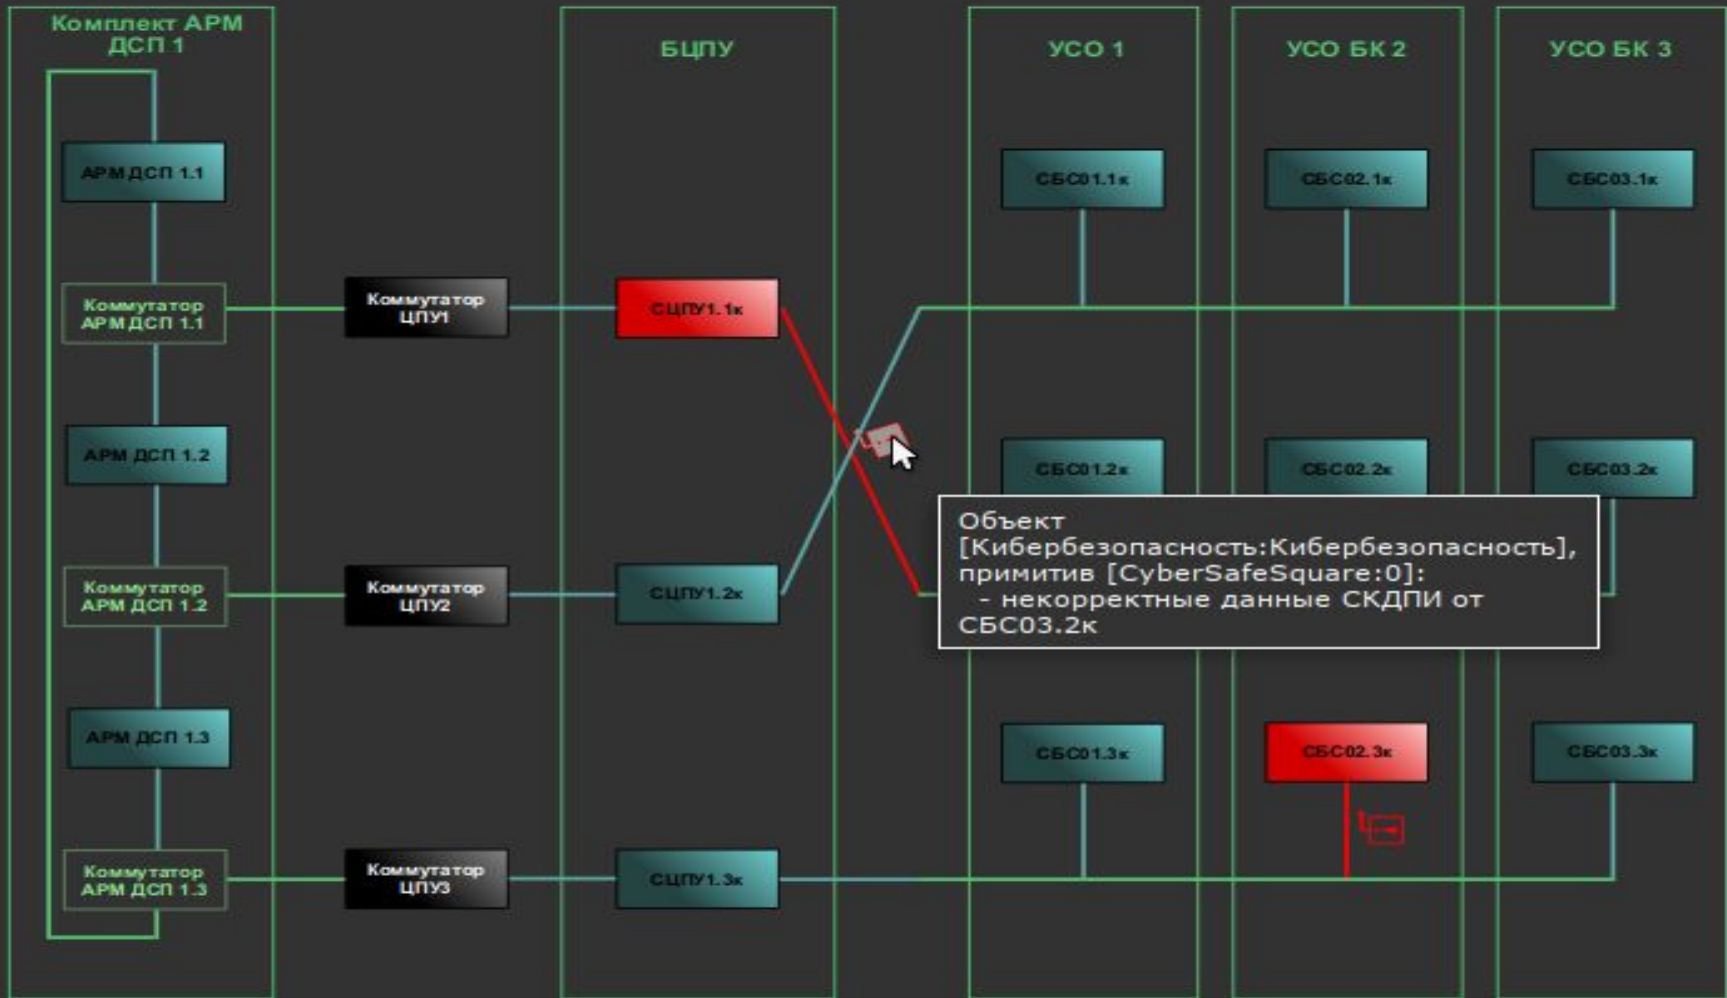 Комплект АРМ
ДСП 1
БЦПУ
УСО 1
УСО БК 2
УСО БК 3
АРМ ДСП 1.1
СБС01.1к
СБС02.1к
СБС03.1к
Коммутатор
АРМ ДСП 1.1
Коммутатор
ЦПУ1
СЦПУ1.1к
АРМ ДСП 1.2
СБС01.2к
СБС02.2к
СБС03.2к
Объект
[Кибербезопасность:Кибербезопасность],
примитив [CyberSafeSquare:0]:
- некорректные данные СКДПИ от
СБС03.2к
Коммутатор
АРМ ДСП 1.2
Коммутатор
ЦПУ2
СЦПУ1.2к
АРМ ДСП 1.3
СБС01.3к
СБС02.3к
СБС03.3к
Коммутатор
АРМ ДСП 1.3
Коммутатор
ЦПУ3
СЦПУ1.3к